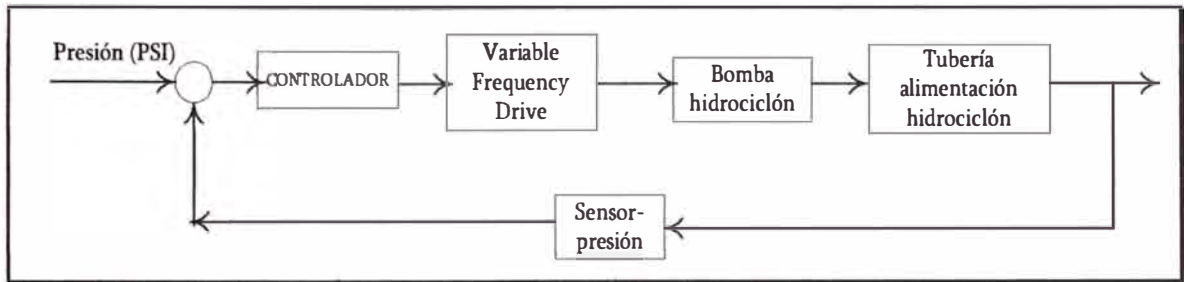 Presión (PSI)
CONTROLADOR
Variable
Frequency
Drive
Bomba
hidrociclón
Tubería
alimentación
hidrociclón
Sensor-
presión